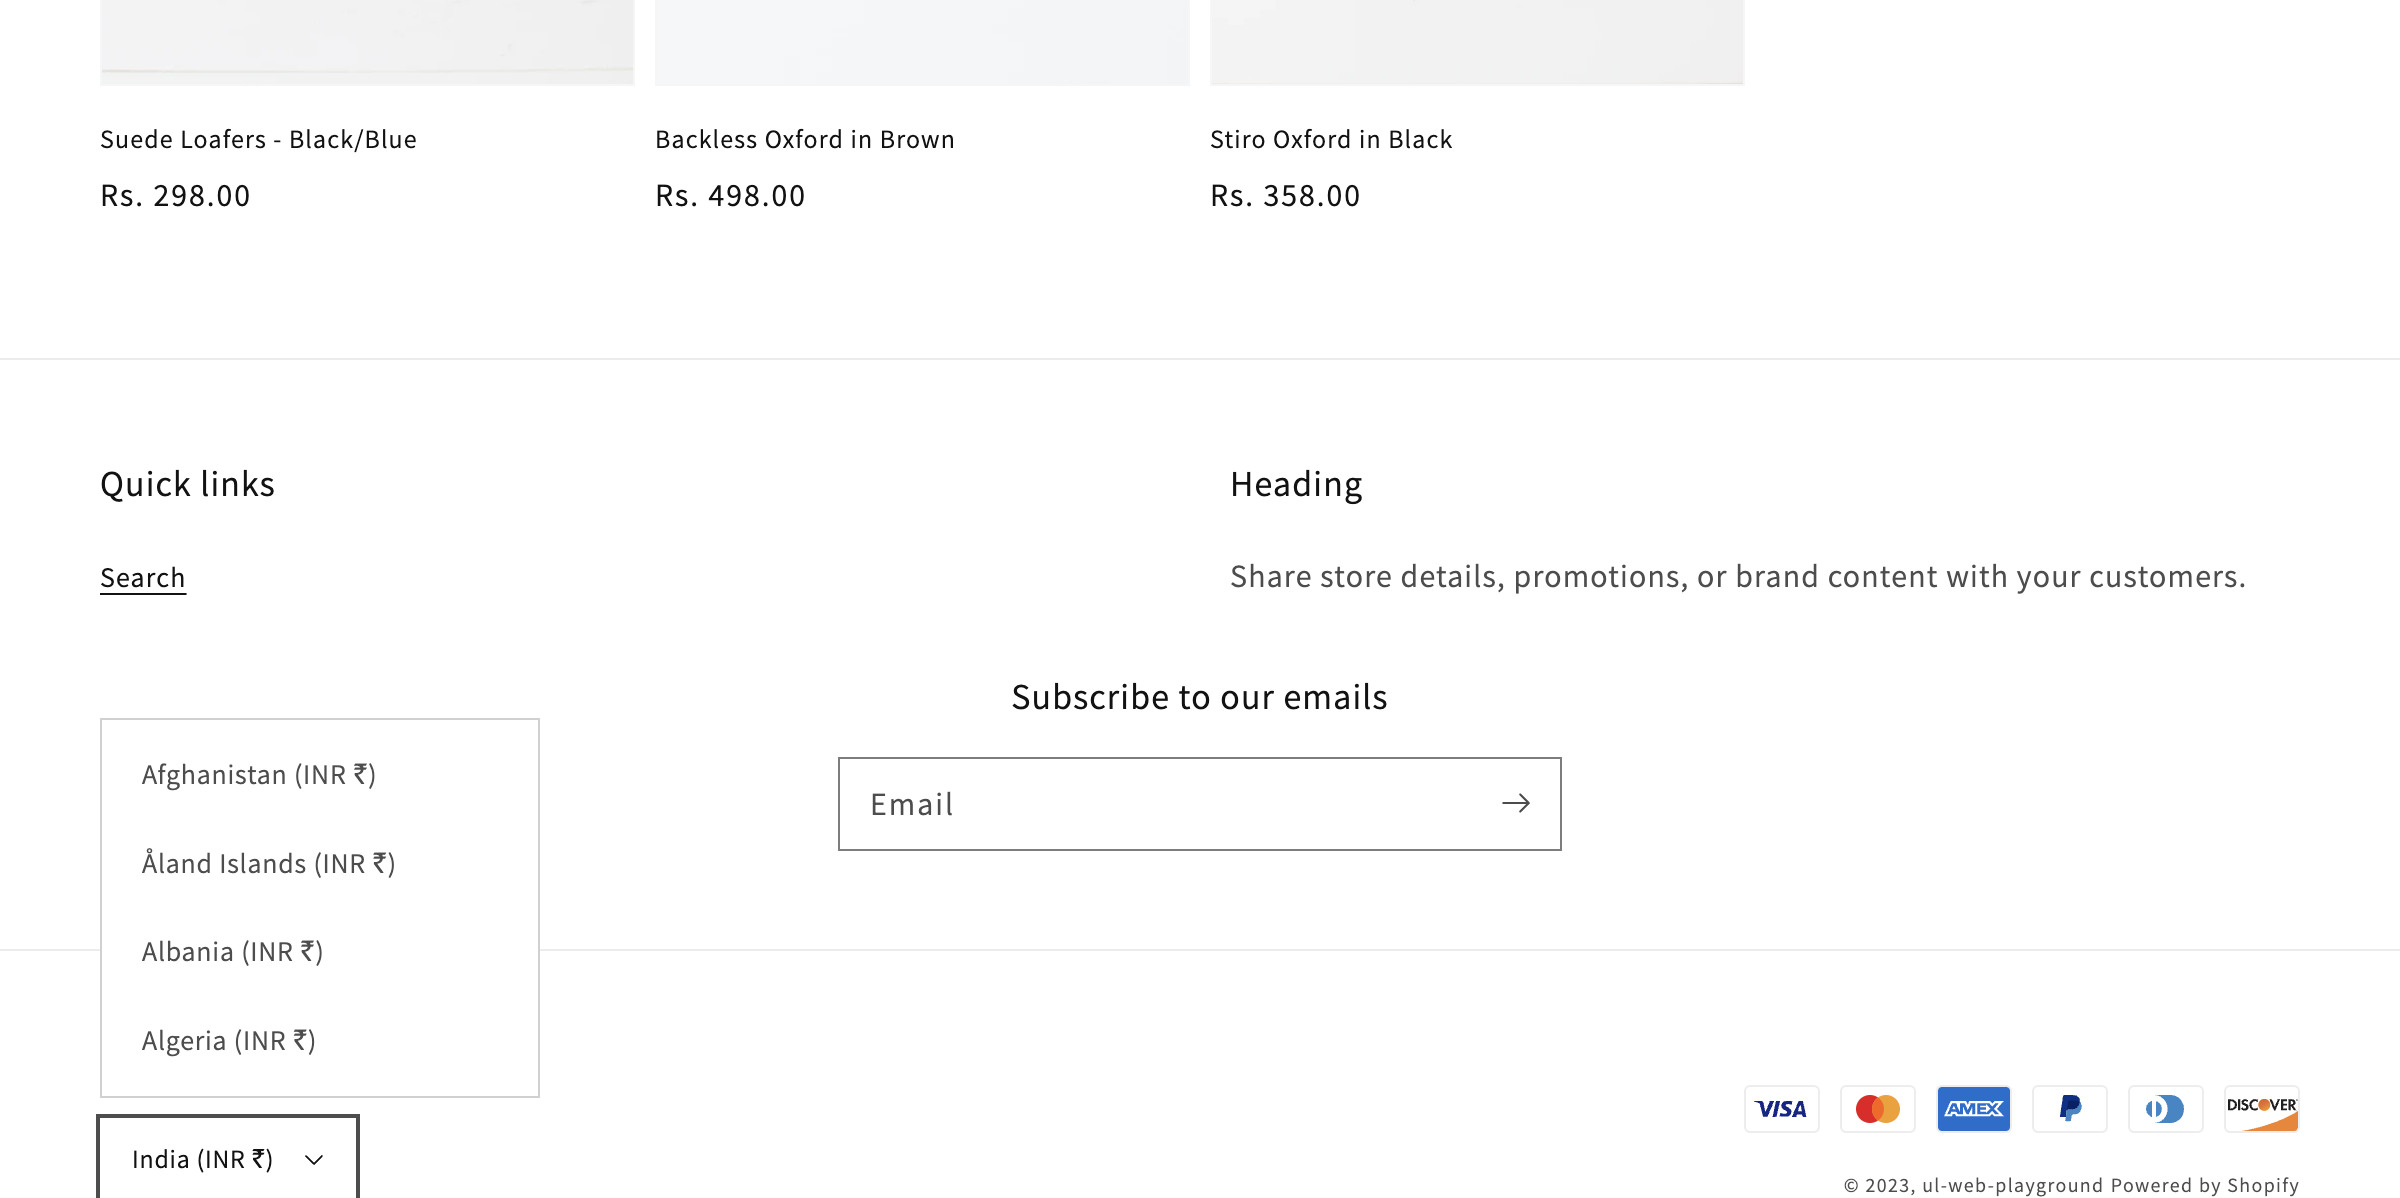 Suede Loafers - Black/Blue
Rs. 298.00
Backless Oxford in Brown
Rs. 498.00
Stiro Oxford in Black
Rs. 358.00
Quick links
Search
Heading
Share store details, promotions, or brand content with your customers.
Subscribe to our emails
Email
Afghanistan (INR ₹)
Åland Islands (INR ₹)
Albania (INR ₹)
Algeria (INR ₹)
India (INR ₹)
VISA
AMEX
DISCOVER
© 2023, ul-web-playground Powered by Shopify